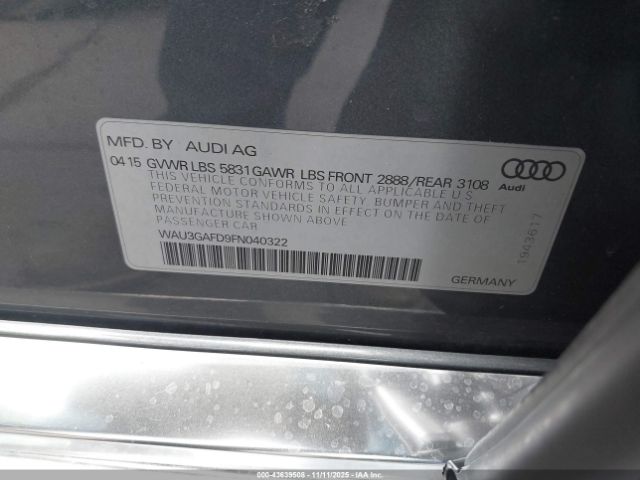 MFD. BY AUDI AG
04 15 GVWR LBS 5831 GAWR LBS FRONT 2888/REAR 3108
THIS VEHICLE CONFORMS TO ALL APPLICABLE U S
FEDERAL MOTOR VEHICLE SAFETY, BUMPER AND THEFT
PREVENTION STANDARDS IN EFFECT ON THE DATE OF
MANUFACTURE SHOWN ABOVE
PASSENGER CAR
WAU3GAFD9FN040322
Audi
1943617
GERMANY
000-43639508 - 11/11/2025 - IAAI.COM